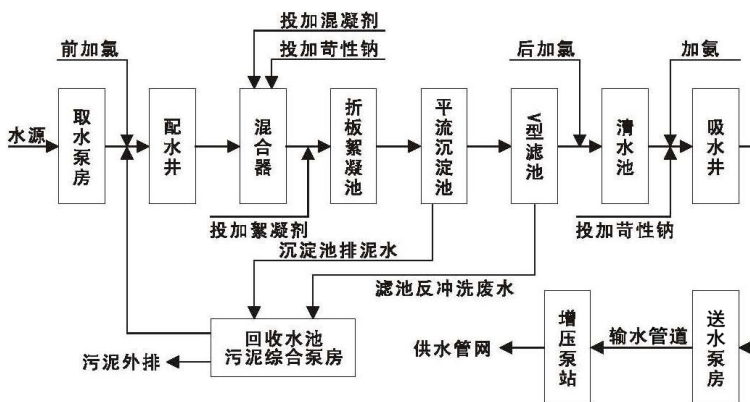 投加混凝剂
前加氯
投加苛性钠
后加氯
加氨
水源
取水泵房
配水井
混合器
折板絮凝池
平流沉淀池
V型滤池
清水池
吸水井
投加絮凝剂
投加苛性钠
沉淀池排泥水
滤池反冲洗废水
回收水池
污泥综合泵房
污泥外排
供水管网
增压泵站
输水管道
送水泵房